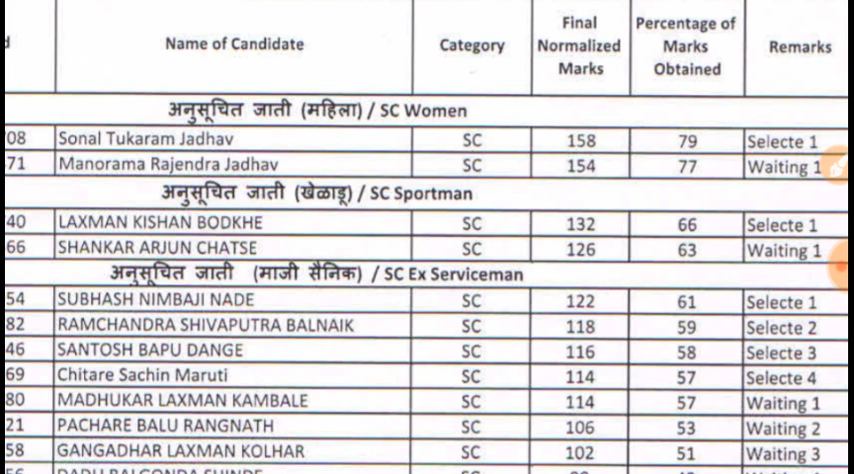 Name of Candidate Category Final Normalized Marks Percentage of Marks Obtained Remarks
अनुसूचित जाती (महिला) / SC Women
08 Sonal Tukaram Jadhav SC 158 79 Selecte 1
71 Manorama Rajendra Jadhav SC 154 77 Waiting 1
अनुसूचित जाती (खेळाडू) / SC Sportman
40 LAXMAN KISHAN BODKHE SC 132 66 Selecte 1
66 SHANKAR ARJUN CHATSE SC 126 63 Waiting 1
अनुसूचित जाती (माजी सैनिक) / SC Ex Serviceman
54 SUBHASH NIMBAJI NADE SC 122 61 Selecte 1
82 RAMCHANDRA SHIVAPUTRA BALNAIK SC 118 59 Selecte 2
46 SANTOSH BAPU DANGE SC 116 58 Selecte 3
69 Chitare Sachin Maruti SC 114 57 Selecte 4
80 MADHUKAR LAXMAN KAMBALE SC 114 57 Waiting 1
21 PACHARE BALU RANGNATH SC 106 53 Waiting 2
58 GANGADHAR LAXMAN KOLHAR SC 102 51 Waiting 3